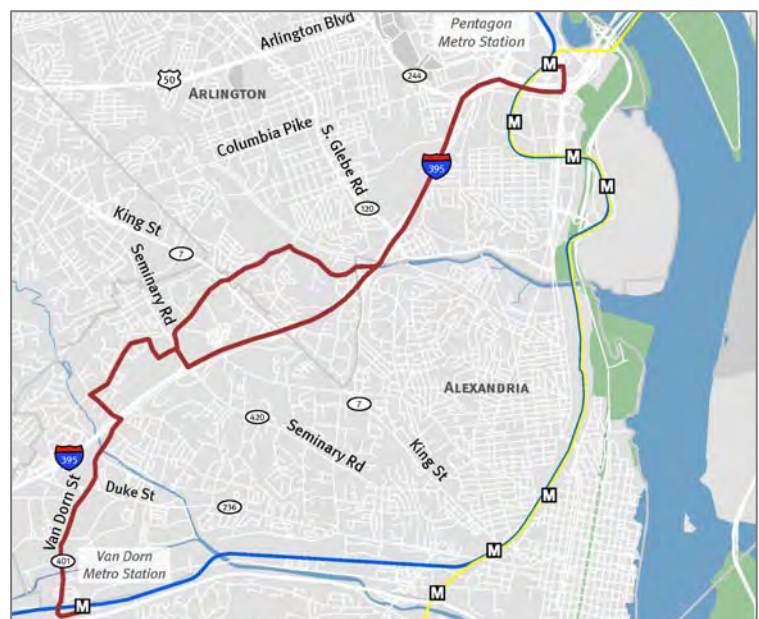 Pentagon
Metro Station
Arlington Blvd
M
244
50
ARLINGTON
Columbia Pike
M
S. Glebe Rd
M
395
M
120
King St
7
Seminary Rd
ALEXANDRIA
7
420
Seminary Rd
King St
395
Van Dorn St
Duke St
M
236
M
Van Dorn
Metro Station
401
M
M